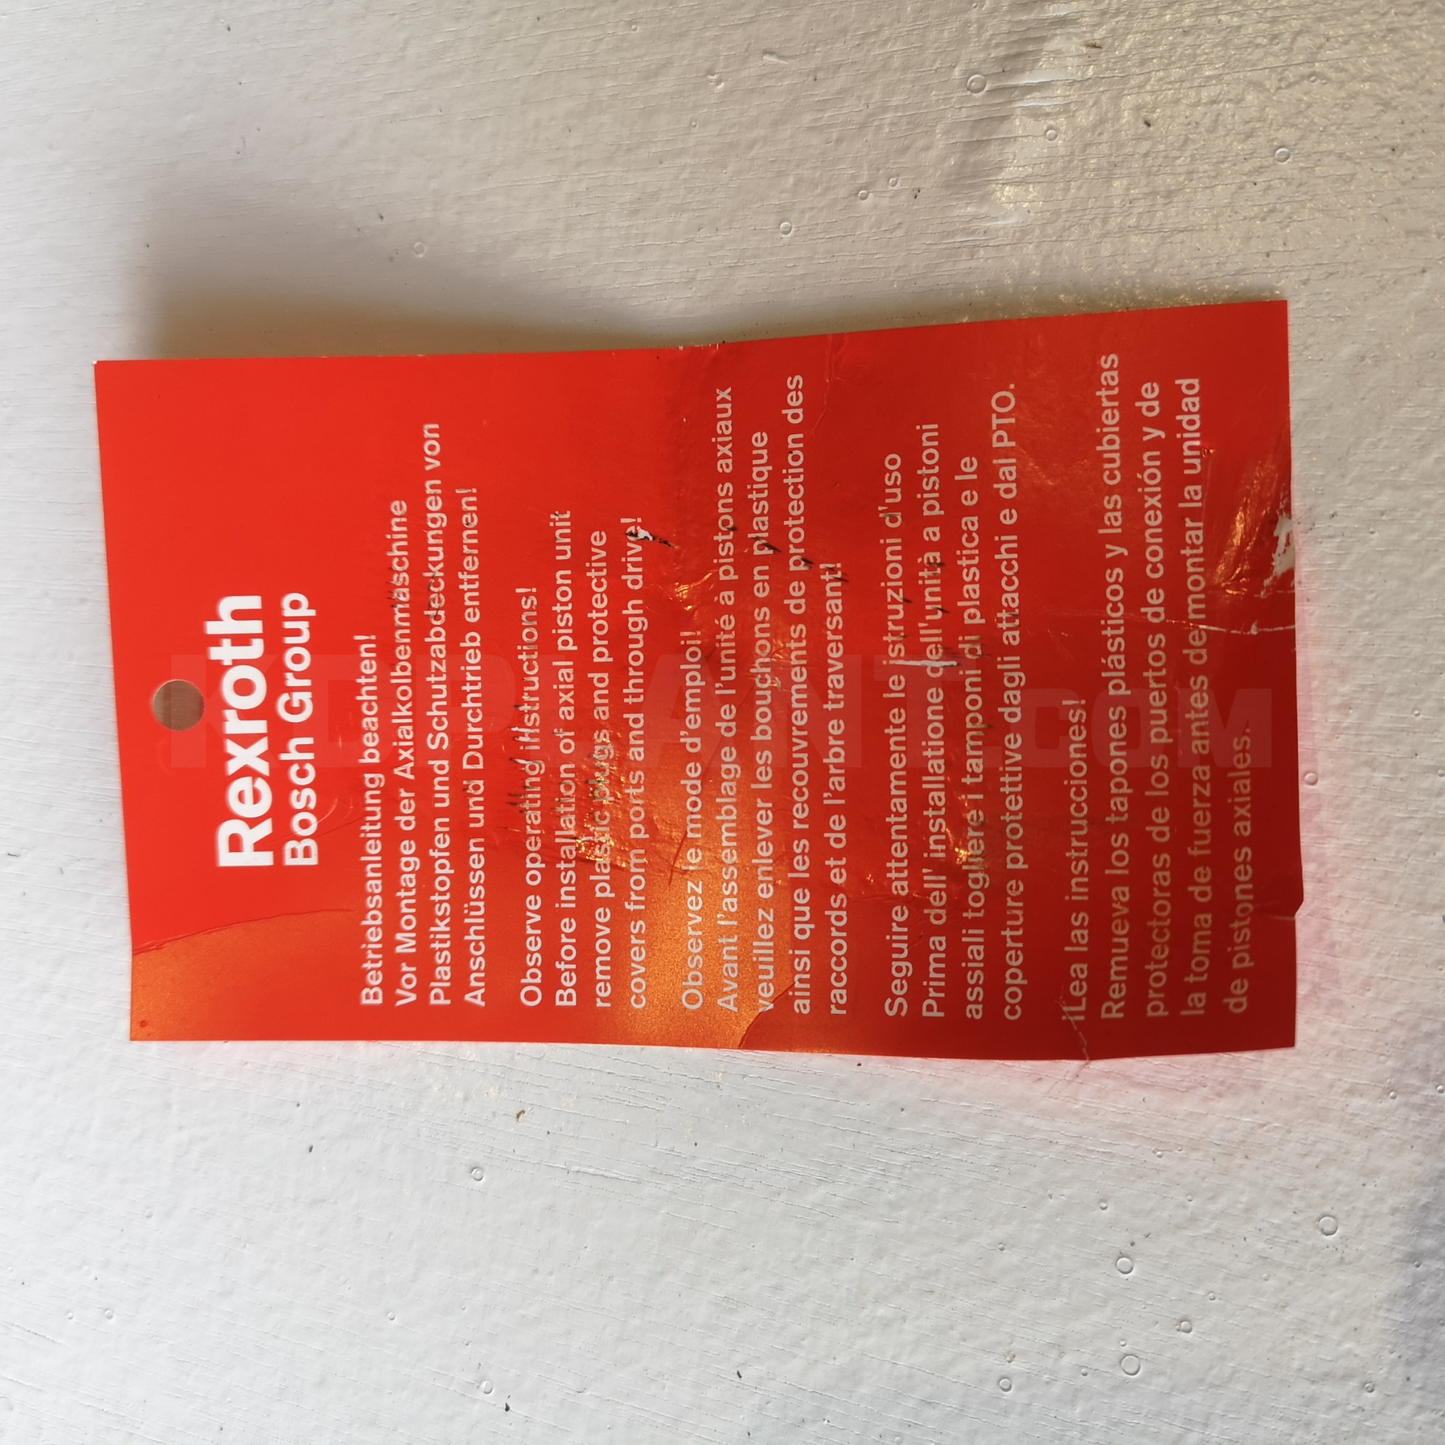 Rexroth
Bosch Group
Betriebsanleitung beachten!
Vor Montage der Axialkolbenmaschine
Plastikstopfen und Schutzabdeckungen von
Anschlüssen und Durchtrieb entfernen!
Observe operating instructions!
Before installation of axial piston unit
remove plastic plugs and protective
covers from ports and through drive!
Observez le mode d'emploi!
Avant l'assemblage de l'unité à pistons axiaux
veuillez enlever les bouchons en plastique
ainsi que les recouvrements de protection des
raccords et de l'arbre traversant!
Seguire attentamente le istruzioni d'uso
Prima dell' installatione dell'unità a pistoni
assiali togliere i tamponi di plastica e le
coperture protettive dagli attacchi e dal PTO.
¡Lea las instrucciones!
Remueva los tapones plásticos y las cubiertas
protectoras de los puertos de conexión y de
la toma de fuerza antes de montar la unidad
de pistones axiales.
KDPLANT.COM